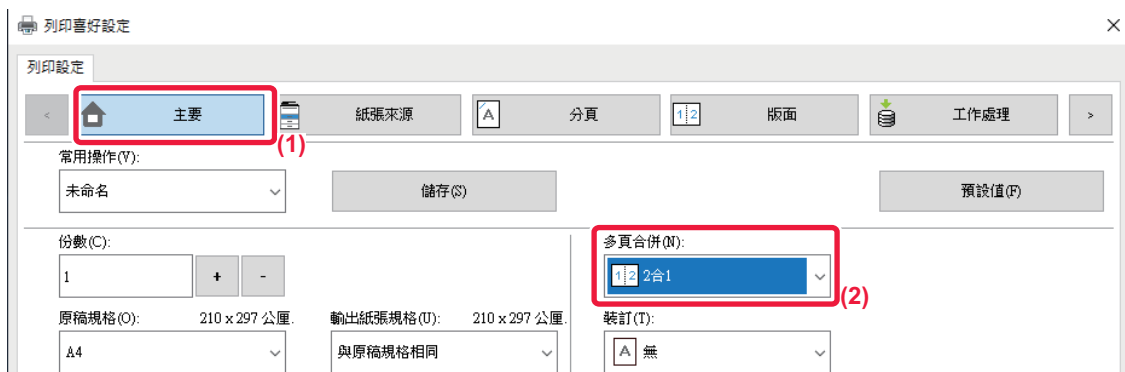 列印喜好設定
列印設定
< 主要 紙張來源 A 分頁 1 2 版面 工作處理 >
(1)
常用操作(V):
未命名 儲存(S) 預設值(F)
份數(C): 多頁合併(N):
1 + - 1 2 2合1
(2)
原稿規格(O): 210 x 297 公厘. 輸出紙張規格(U): 210 x 297 公厘. 裝訂(T):
A4 與原稿規格相同 A 無